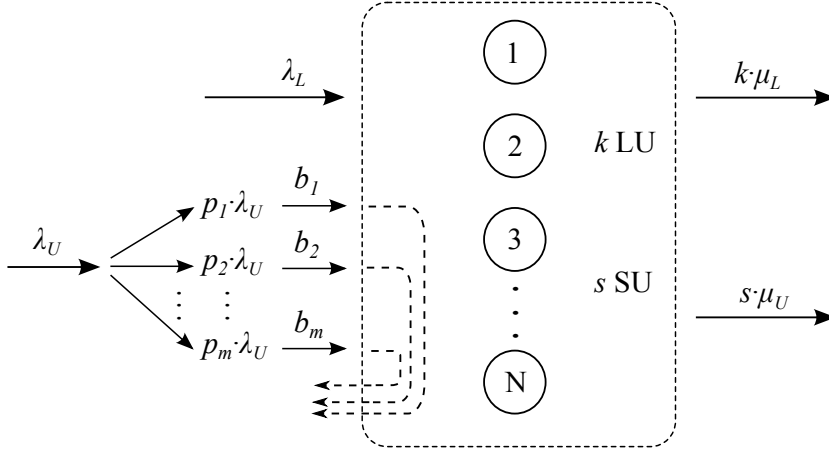 1
λ_L
k·μ_L
2
k LU
b_1
p_1·λ_U
3
λ_U
b_2
p_2·λ_U
s SU
s·μ_U
b_m
p_m·λ_U
N